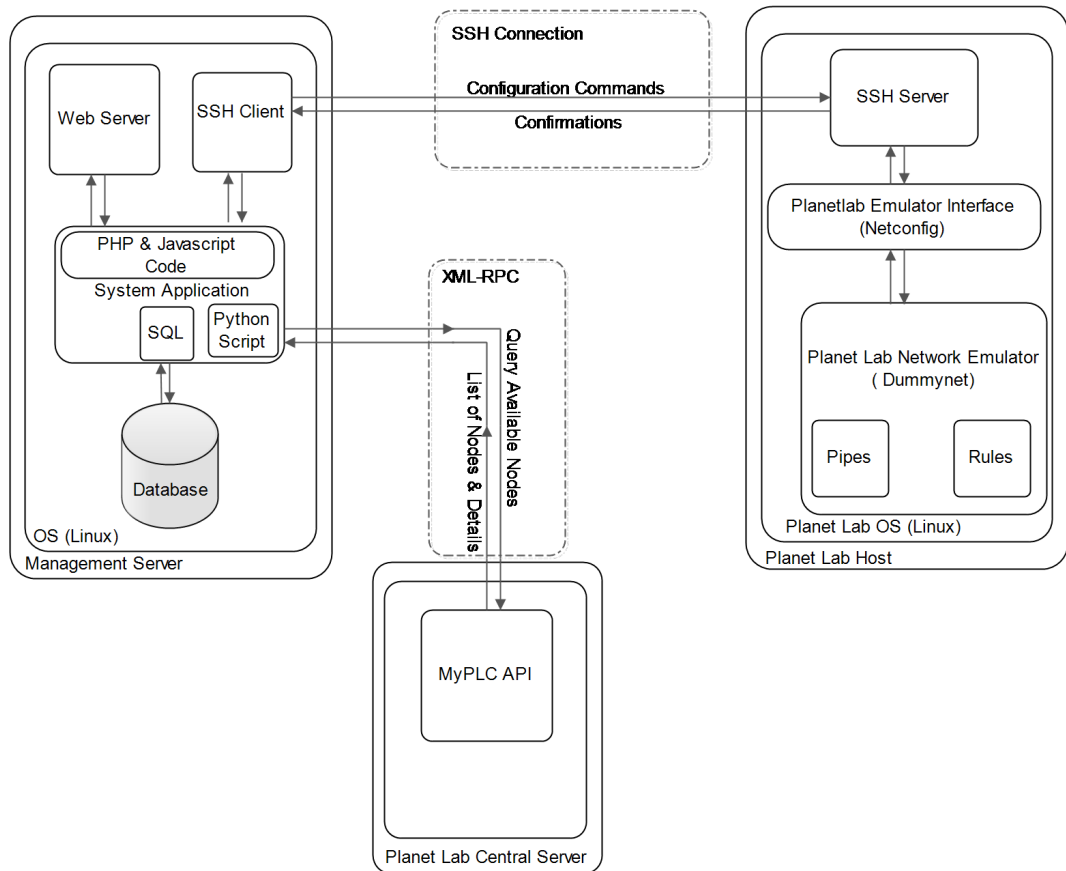 SSH Connection
Configuration Commands
Confirmations
Web Server
SSH Client
PHP & Javascript
Code
System Application
SQL
Python
Script
Database
OS (Linux)
Management Server
XML-RPC
Query Available Nodes
List of Nodes & Details
MyPLC API
Planet Lab Central Server
SSH Server
Planetlab Emulator Interface
(Netconfig)
Planet Lab Network Emulator
( Dummynet)
Pipes
Rules
Planet Lab OS (Linux)
Planet Lab Host